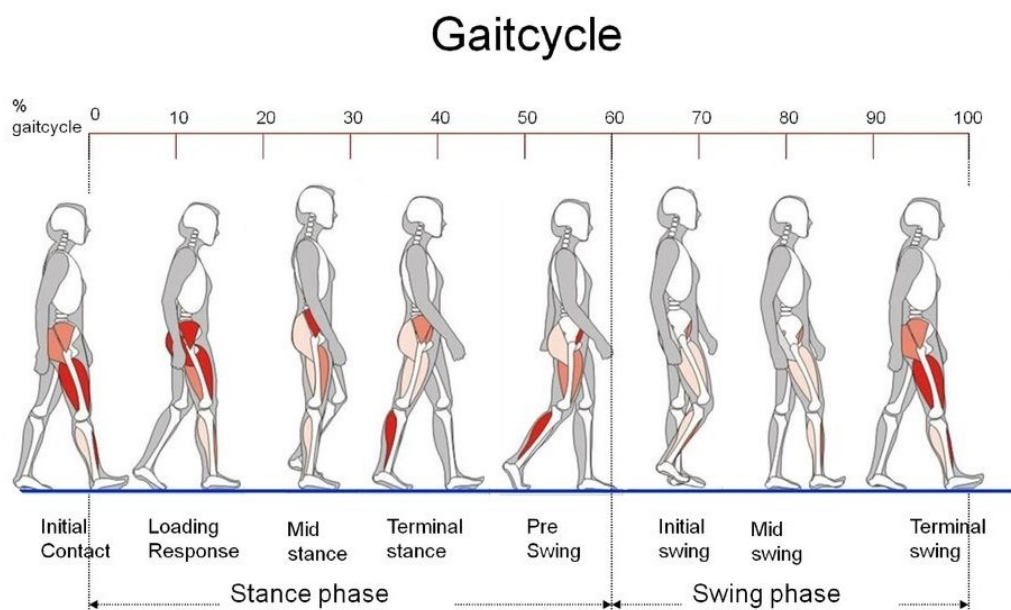 Gaitcycle
%
gaitcycle
0 10 20 30 40 50 60 70 80 90 100
Initial
Contact
Loading
Response
Mid
stance
Terminal
stance
Pre
Swing
Initial
swing
Mid
swing
Terminal
swing
Stance phase
Swing phase